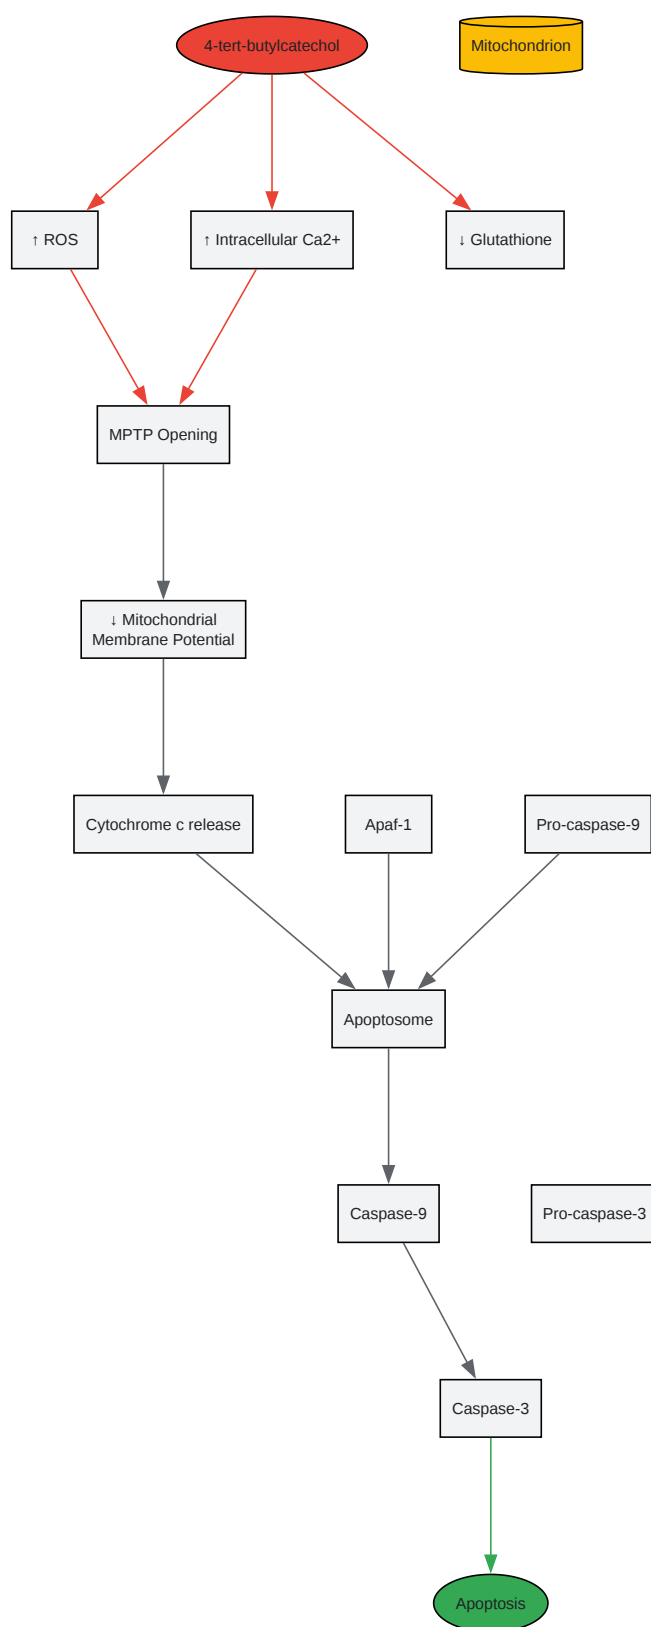 4-tert-butylcatechol
Mitochondrion
↑ ROS
↑ Intracellular Ca2+
↓ Glutathione
MPTP Opening
↓ Mitochondrial
Membrane Potential
Cytochrome c release
Apaf-1
Pro-caspase-9
Apoptosome
Caspase-9
Pro-caspase-3
Caspase-3
Apoptosis